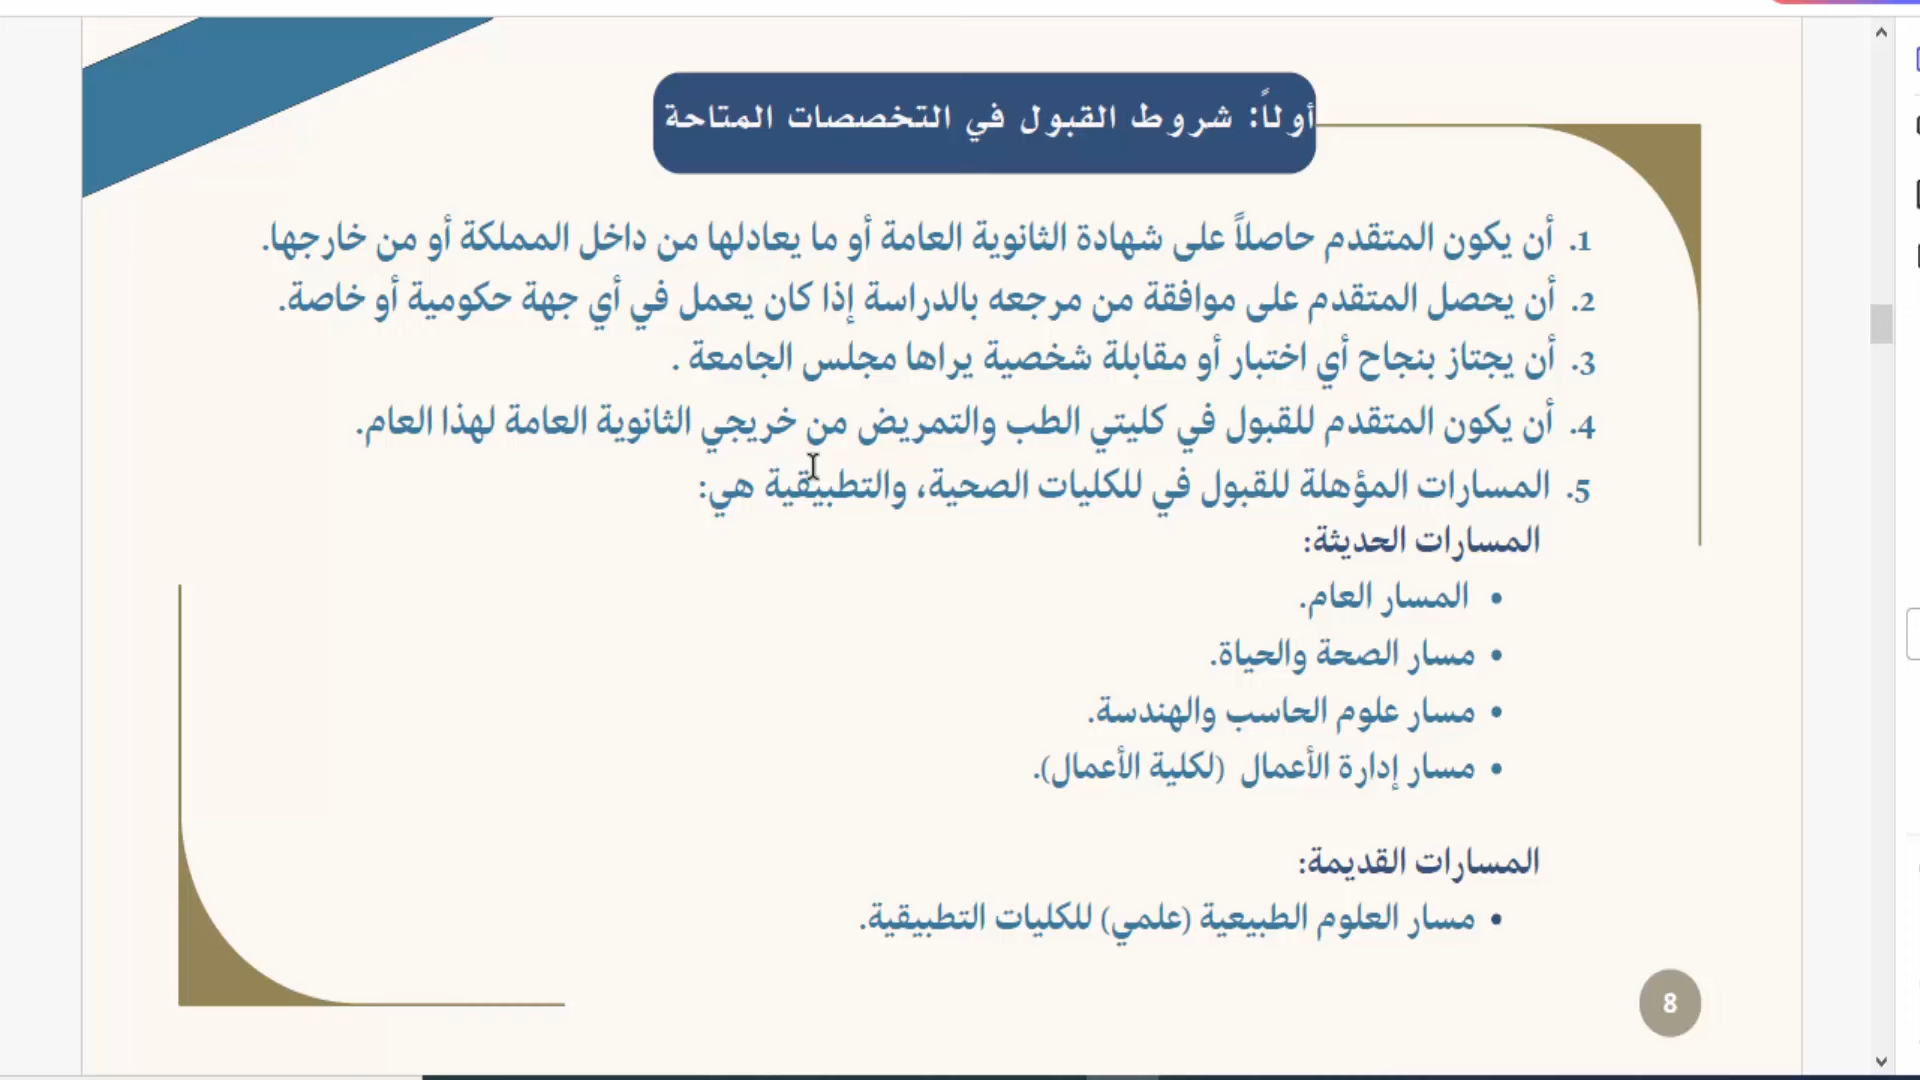 أولاً: شروط القبول في التخصصات المتاحة
1. أن يكون المتقدم حاصلاً على شهادة الثانوية العامة أو ما يعادلها من داخل المملكة أو من خارجها.
2. أن يحصل المتقدم على موافقة من مرجعه بالدراسة إذا كان يعمل في أي جهة حكومية أو خاصة.
3. أن يجتاز بنجاح أي اختبار أو مقابلة شخصية يراها مجلس الجامعة .
4. أن يكون المتقدم للقبول في كليتي الطب والتمريض من خريجي الثانوية العامة لهذا العام.
5. المسارات المؤهلة للقبول في للكليات الصحية، والتطبيقية هي:
المسارات الحديثة:
• المسار العام.
• مسار الصحة والحياة.
• مسار علوم الحاسب والهندسة.
• مسار إدارة الأعمال (لكلية الأعمال).
المسارات القديمة:
• مسار العلوم الطبيعية (علمي) للكليات التطبيقية.
8